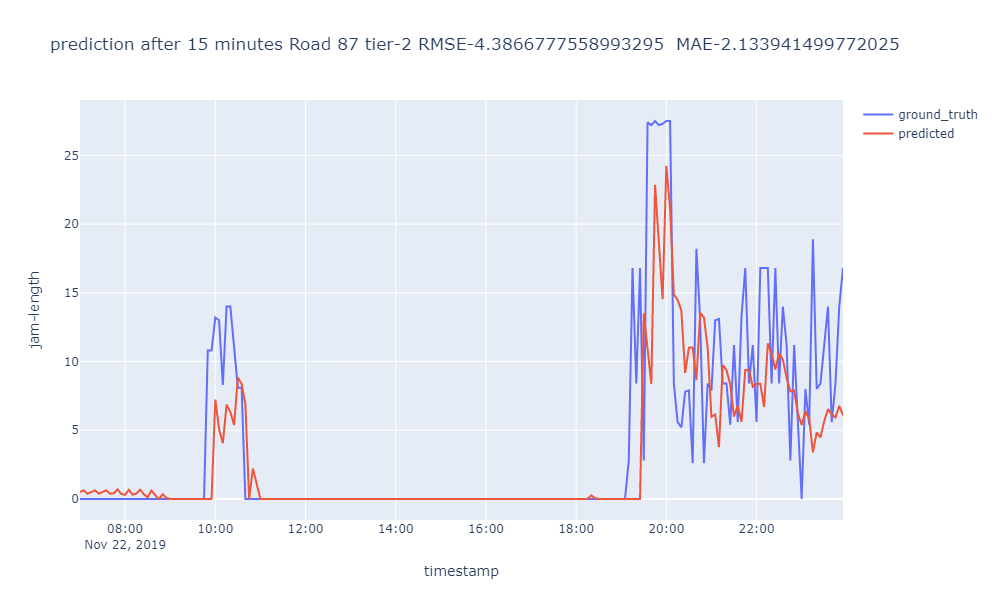 prediction after 15 minutes Road 87 tier-2 RMSE-4.3866777558993295  MAE-2.133941499772025
ground_truth
predicted
25
20
15
10
5
0
jam-length
08:00 10:00 12:00 14:00 16:00 18:00 20:00 22:00
Nov 22, 2019
timestamp